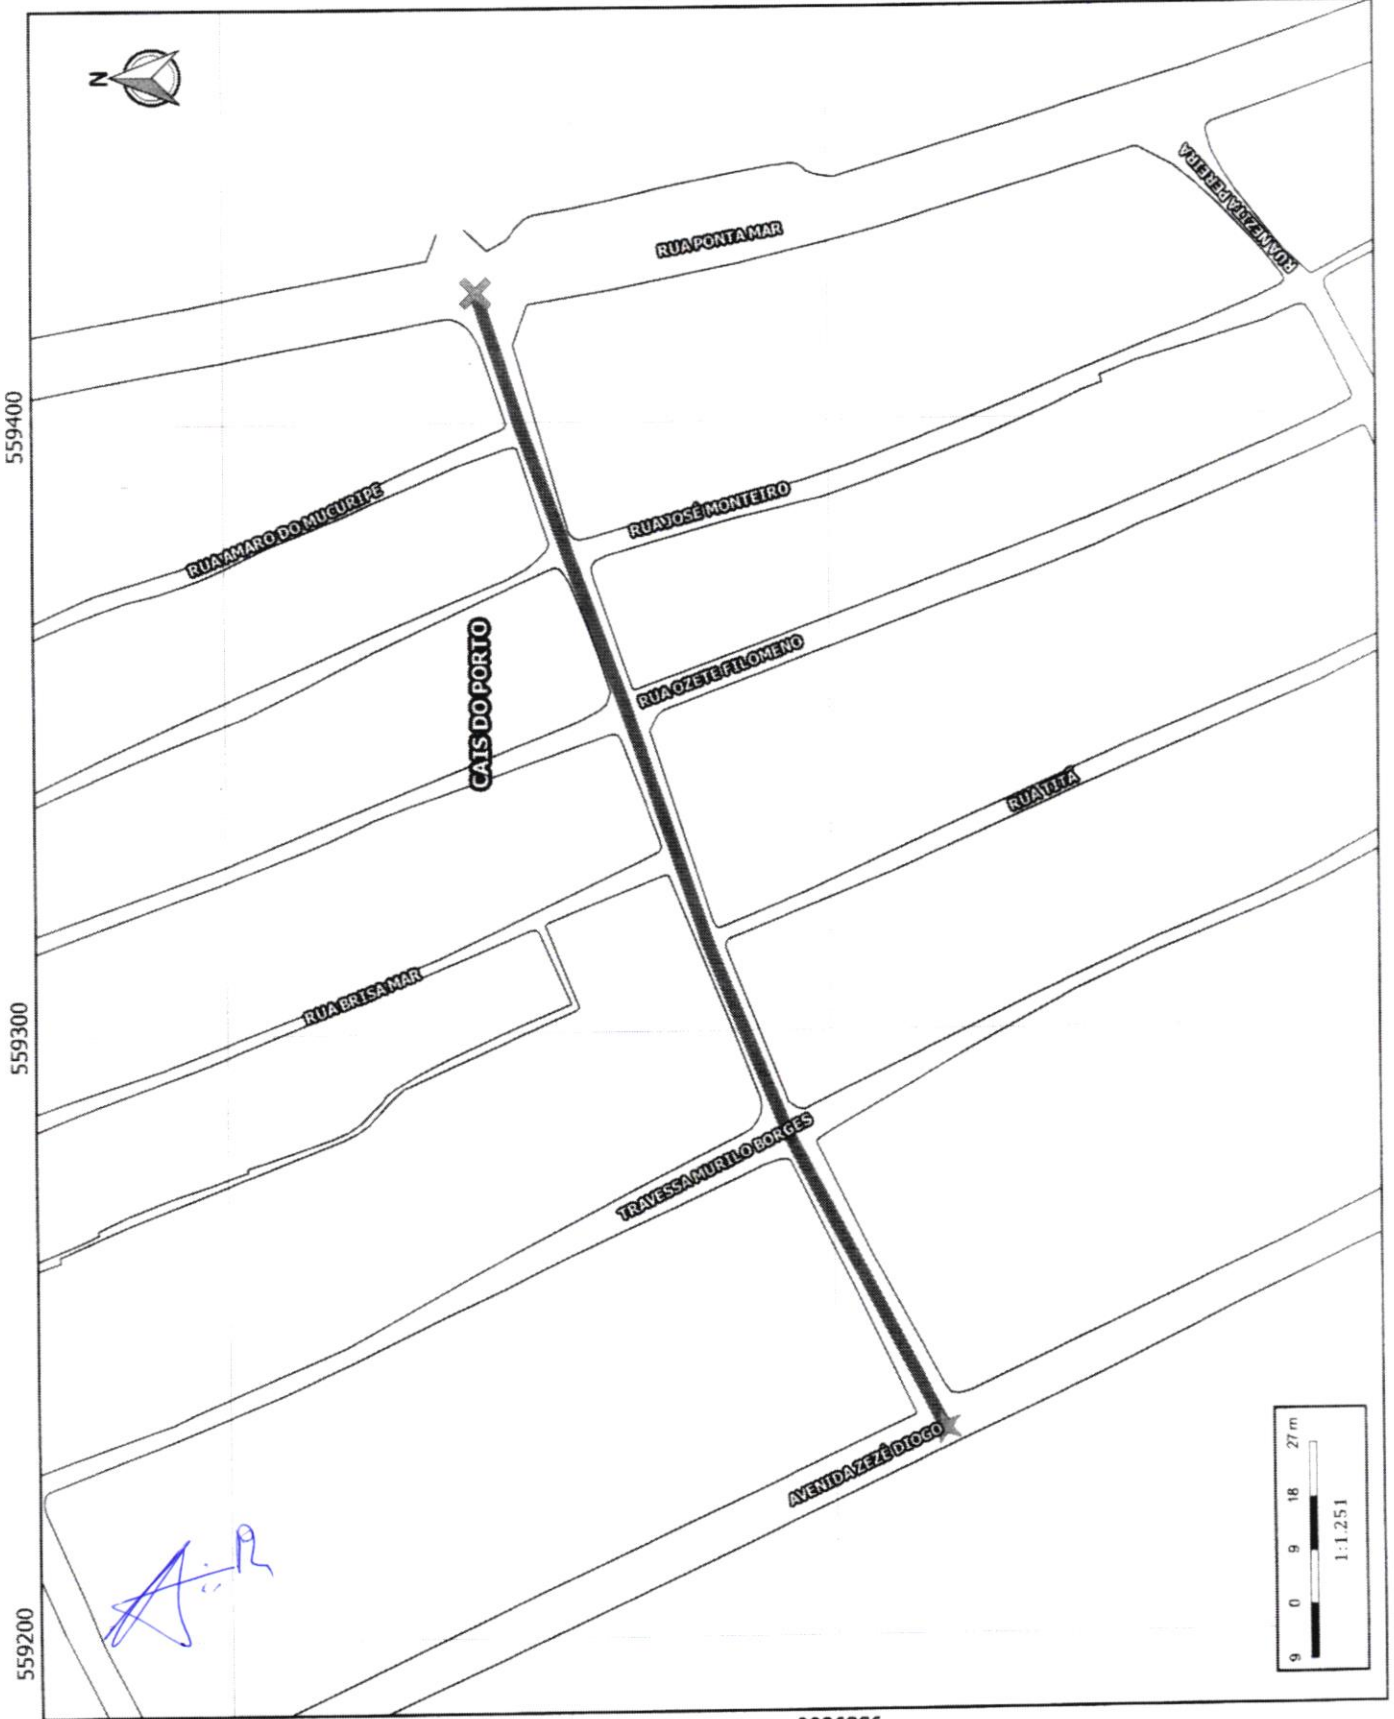 N
559400
559300
559200
RUA PONTA MAR
RUA NEZITA PEREIRA
RUA AMARO DO MUCURIPE
RUA JOSÉ MONTEIRO
CAIS DO PORTO
RUA OZETE FILOMENO
RUA TITÁ
RUA BRISA MAR
TRAVESSA MURILO BORGES
AVENIDA ZEZÉ DIOGO
9 0 9 18 27 m
1:1.251